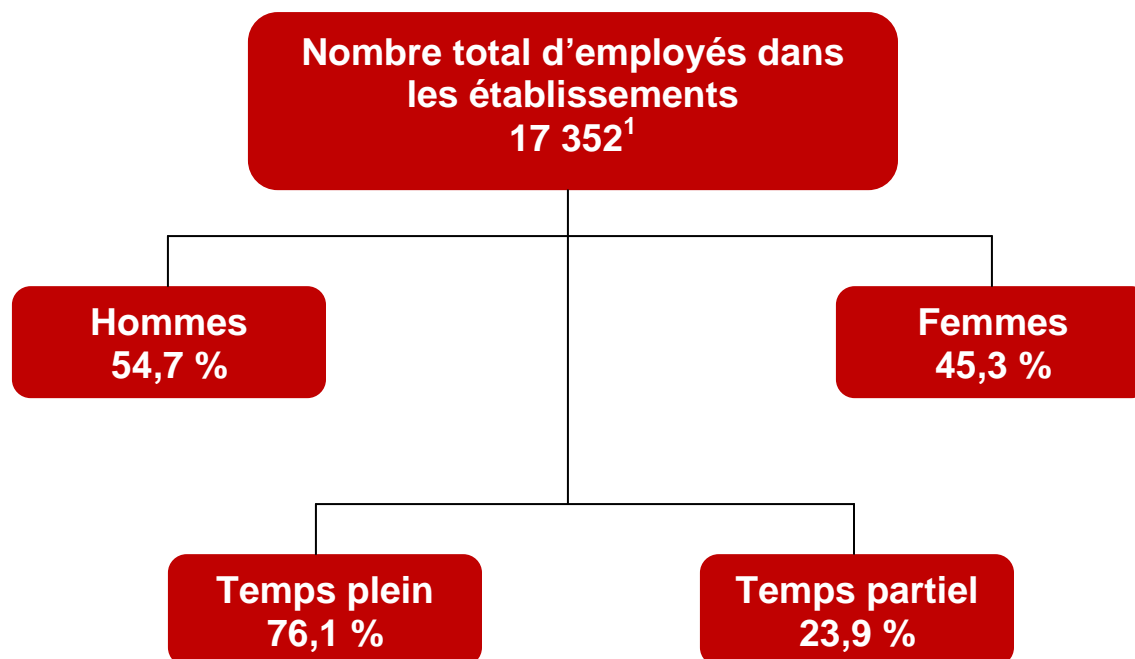 Nombre total d’employés dans
les établissements
17 352¹
Hommes
54,7 %
Femmes
45,3 %
Temps plein
76,1 %
Temps partiel
23,9 %